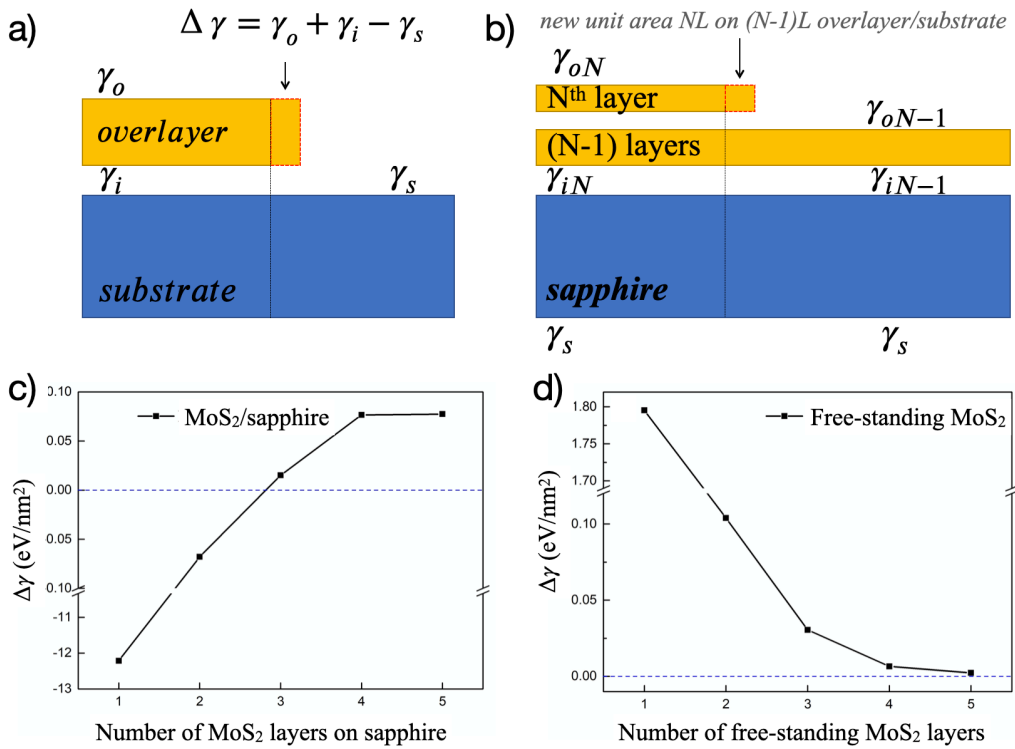 a)
Δ γ = γₒ + γᵢ − γₛ
γₒ
overlayer
γᵢ
γₛ
substrate
b)
new unit area NL on (N-1)L overlayer/substrate
γₒN
Nᵗʰ layer
γₒN−1
(N-1) layers
γᵢN
γᵢN−1
sapphire
γₛ
γₛ
c)
0.10
0.05
0.00
0.05
0.10
-11
-12
-13
Δγ (eV/nm²)
MoS₂/sapphire
1 2 3 4 5
Number of MoS₂ layers on sapphire
d)
1.80
1.75
1.70
0.10
0.05
0.00
Δγ (eV/nm²)
Free-standing MoS₂
1 2 3 4 5
Number of free-standing MoS₂ layers